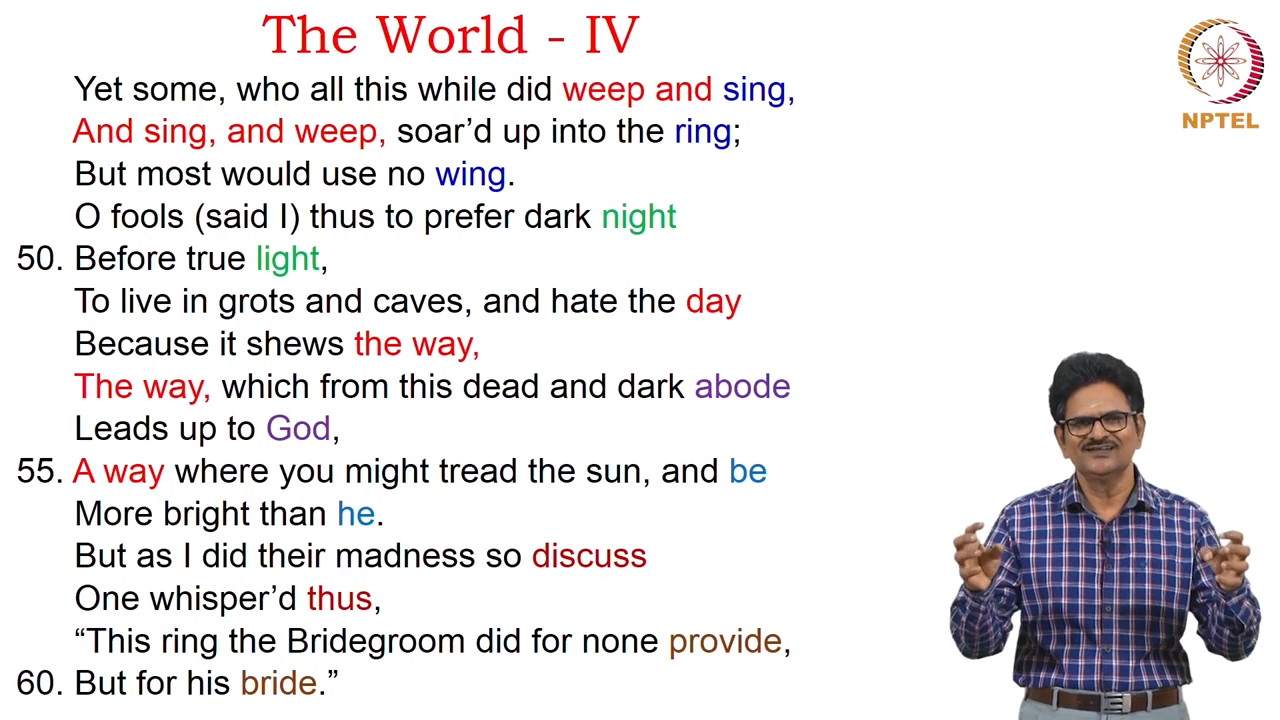 The World - IV
NPTEL
Yet some, who all this while did weep and sing,
And sing, and weep, soar’d up into the ring;
But most would use no wing.
O fools (said I) thus to prefer dark night
50. Before true light,
To live in grots and caves, and hate the day
Because it shews the way,
The way, which from this dead and dark abode
Leads up to God,
55. A way where you might tread the sun, and be
More bright than he.
But as I did their madness so discuss
One whisper’d thus,
“This ring the Bridegroom did for none provide,
60. But for his bride.”